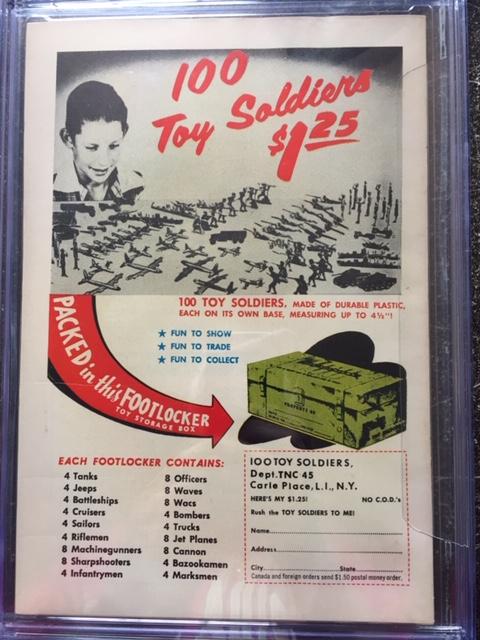 100
Toy Soldiers
$1.25
100 TOY SOLDIERS, MADE OF DURABLE PLASTIC,
EACH ON ITS OWN BASE, MEASURING UP TO 4½"!
★ FUN TO SHOW
★ FUN TO TRADE
★ FUN TO COLLECT
PACKED in this FOOTLOCKER
TOY STORAGE BOX
PROPERTY OF
EACH FOOTLOCKER CONTAINS:
4 Tanks
4 Jeeps
4 Battleships
4 Cruisers
4 Sailors
4 Riflemen
8 Machinegunners
8 Sharpshooters
4 Infantrymen
8 Officers
8 Waves
8 Wacs
4 Bombers
4 Trucks
8 Jet Planes
8 Cannon
4 Bazookamen
4 Marksmen
100 TOY SOLDIERS,
Dept. TNC 45
Carle Place, L.I., N.Y.
HERE'S MY $1.25! NO C.O.D.'s
Rush the TOY SOLDIERS TO ME!
Name
Address
City State
Canada and foreign orders send $1.50 postal money order.